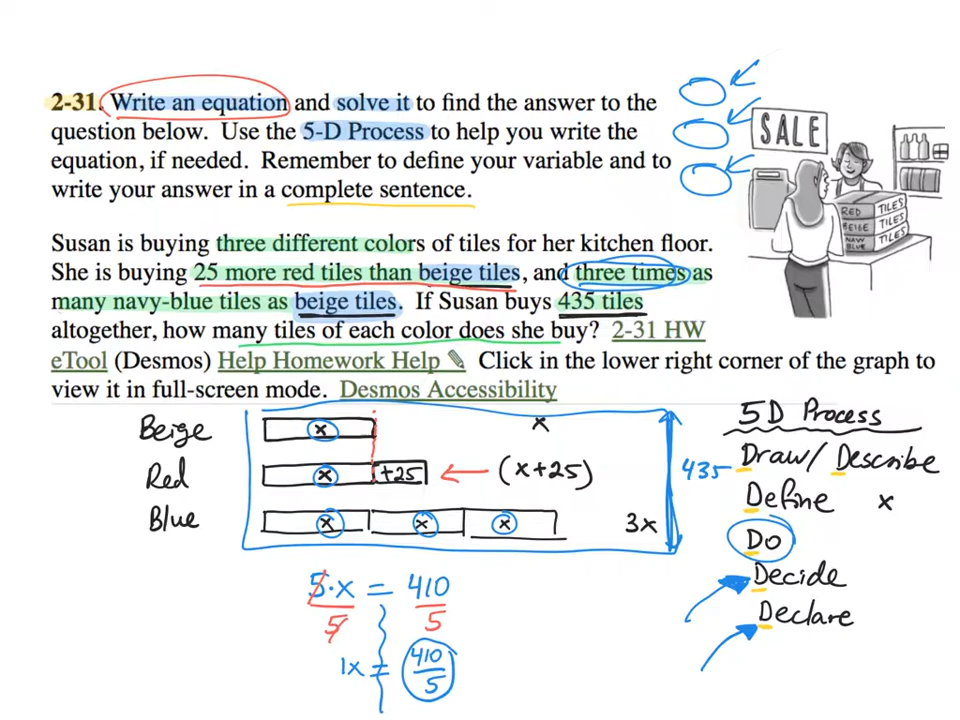 2-31. Write an equation and solve it to find the answer to the
question below. Use the 5-D Process to help you write the
equation, if needed. Remember to define your variable and to
write your answer in a complete sentence.
SALE
RED TILES
BEIGE TILES
NAVY BLUE TILES
Susan is buying three different colors of tiles for her kitchen floor.
She is buying 25 more red tiles than beige tiles, and three times as
many navy-blue tiles as beige tiles. If Susan buys 435 tiles
altogether, how many tiles of each color does she buy? 2-31 HW
eTool (Desmos) Help Homework Help ✎ Click in the lower right corner of the graph to
view it in full-screen mode. Desmos Accessibility
Beige x x
Red x +25 (x+25)
Blue x x x 3x
435
5·x = 410
5 5
1x = 410/5
5 D Process
Draw/Describe
Define x
Do
Decide
Declare